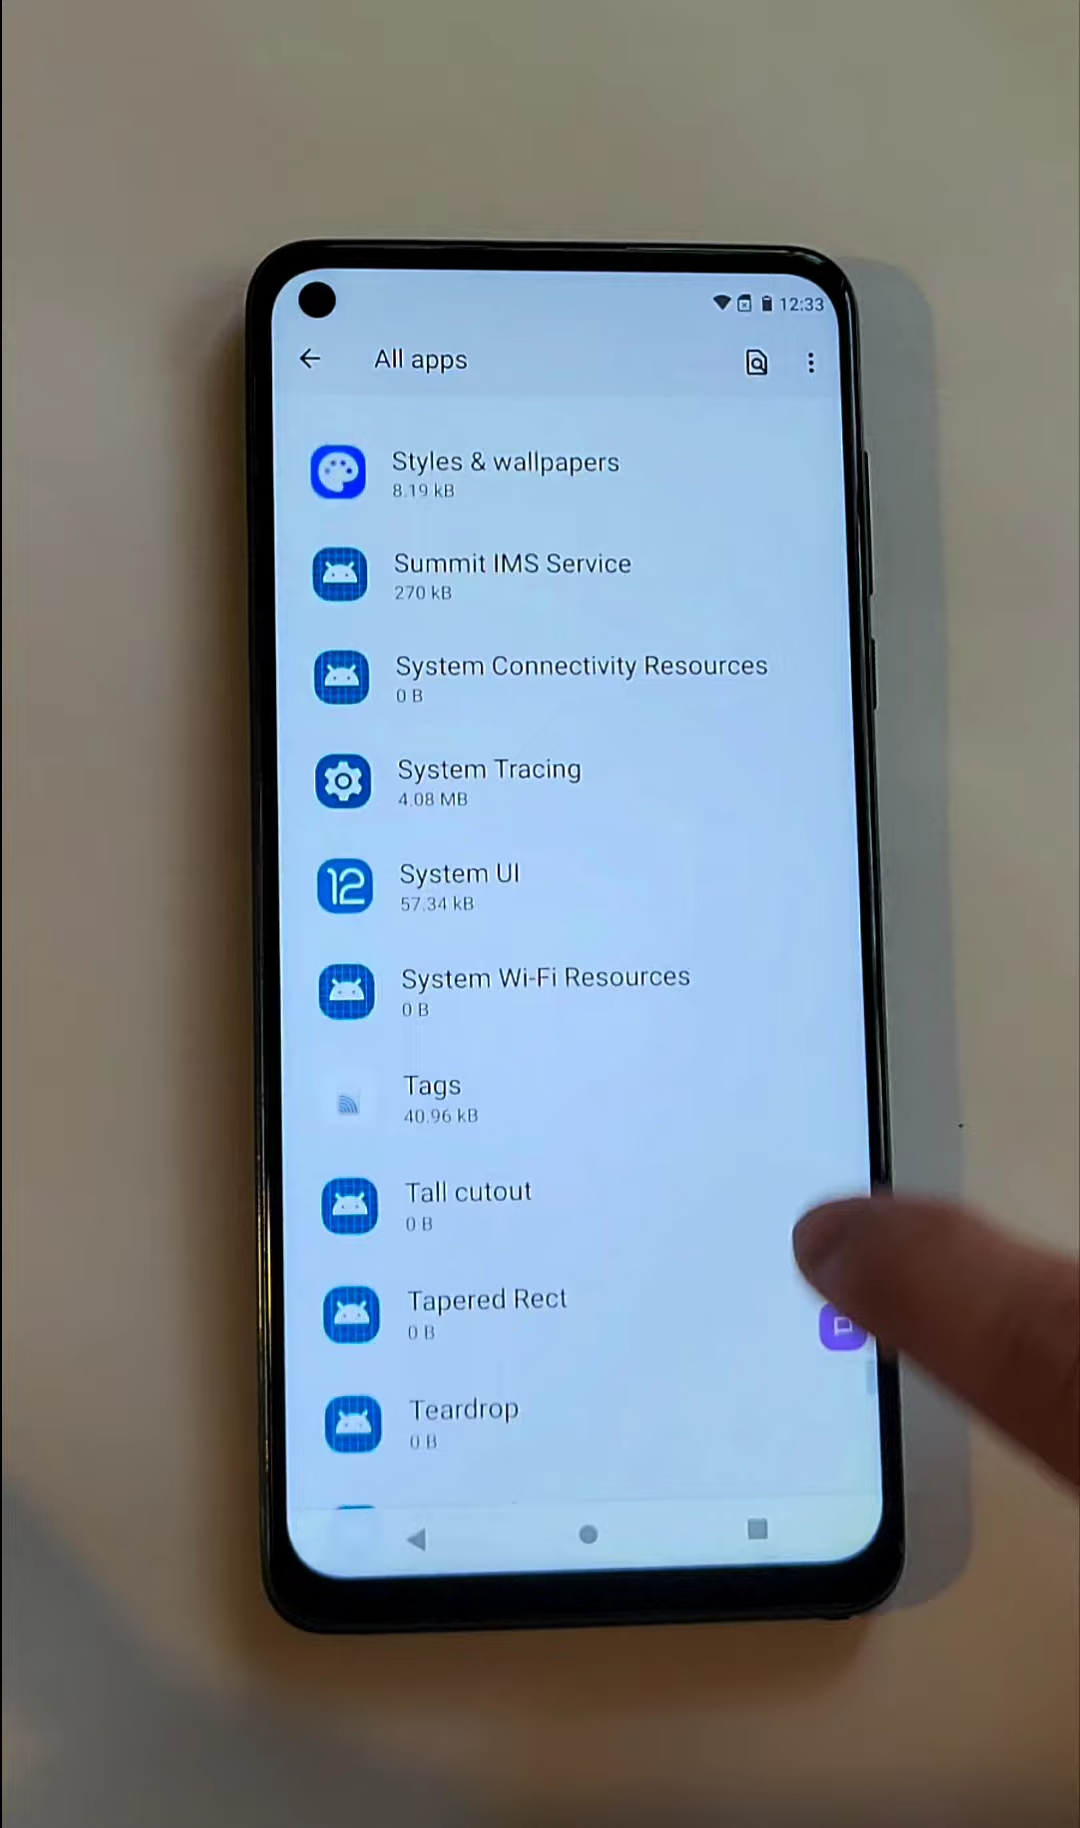 12:33
All apps
Styles & wallpapers
8.19 kB
Summit IMS Service
270 kB
System Connectivity Resources
0 B
System Tracing
4.08 MB
12
System UI
57.34 kB
System Wi-Fi Resources
0 B
Tags
40.96 kB
Tall cutout
0 B
Tapered Rect
0 B
Teardrop
0 B